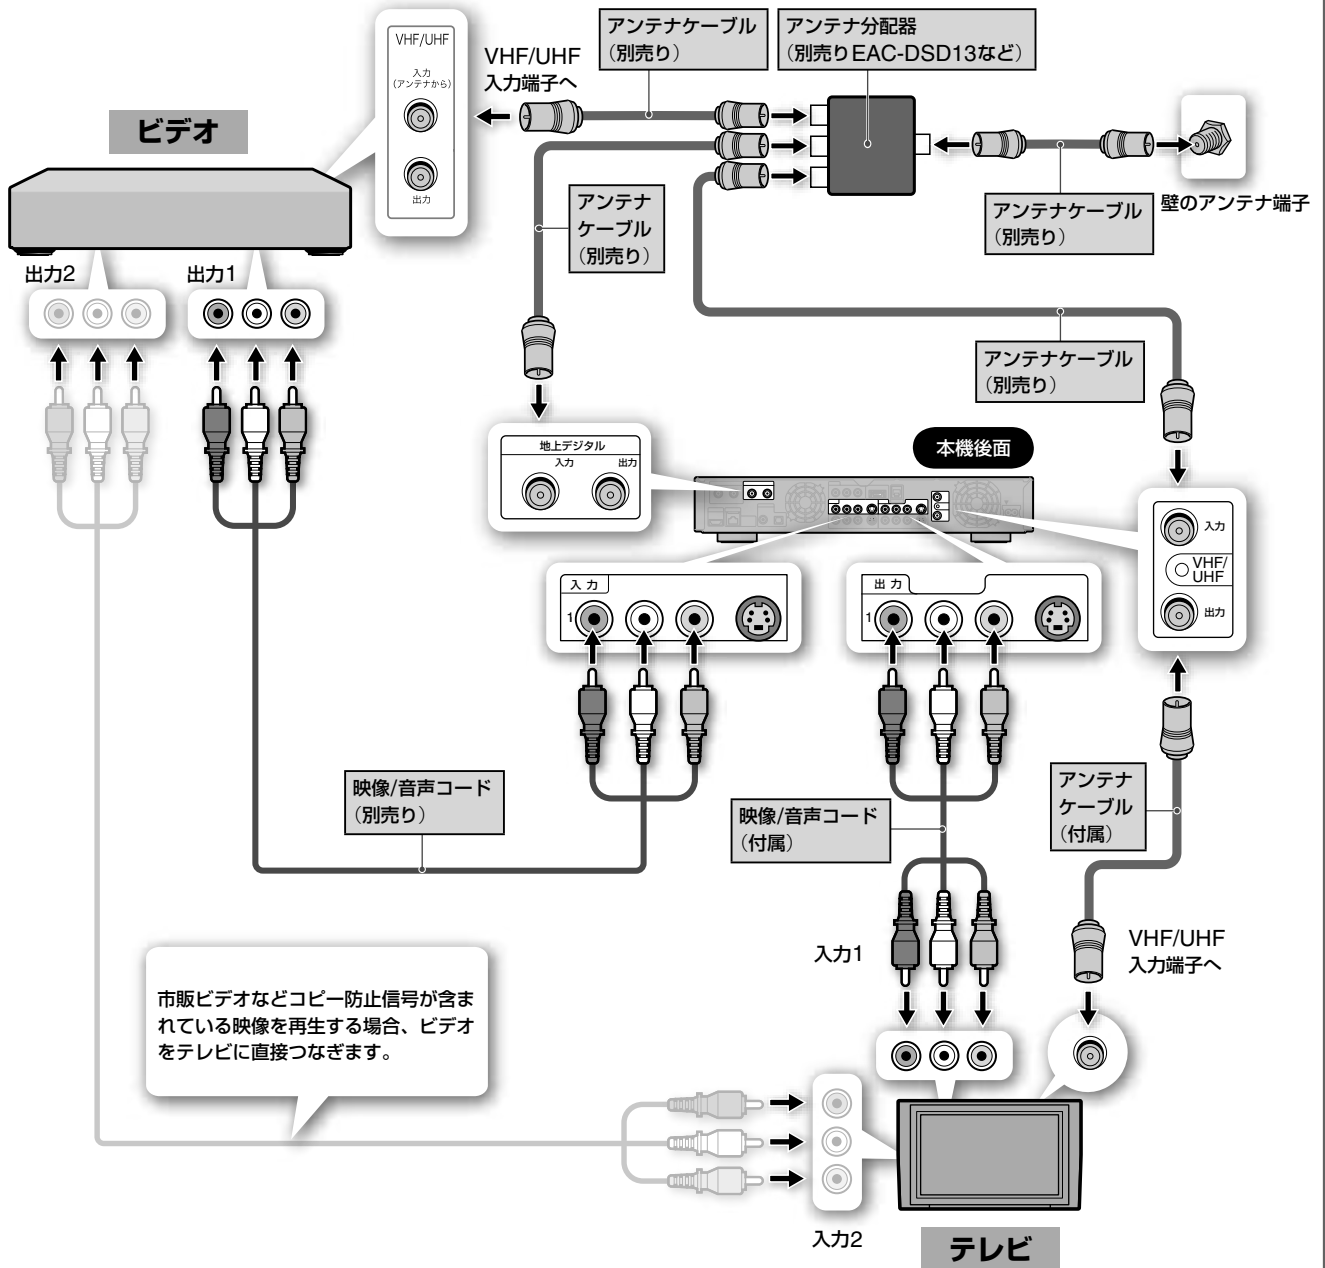 VHF/UHF
入力
(アンテナから)
出力
VHF/UHF
入力端子へ
アンテナケーブル
（別売り）
アンテナ分配器
（別売りEAC-DSD13など）
ビデオ
壁のアンテナ端子
アンテナケーブル
（別売り）
アンテナ
ケーブル
（別売り）
出力2
出力1
アンテナケーブル
（別売り）
地上デジタル
入力
出力
本機後面
入力
VHF/
UHF
出力
入 力
1
出 力
1
映像/音声コード
（別売り）
映像/音声コード
（付属）
アンテナ
ケーブル
（付属）
入力1
VHF/UHF
入力端子へ
市販ビデオなどコピー防止信号が含ま
れている映像を再生する場合、ビデオ
をテレビに直接つなぎます。
入力2
テレビ